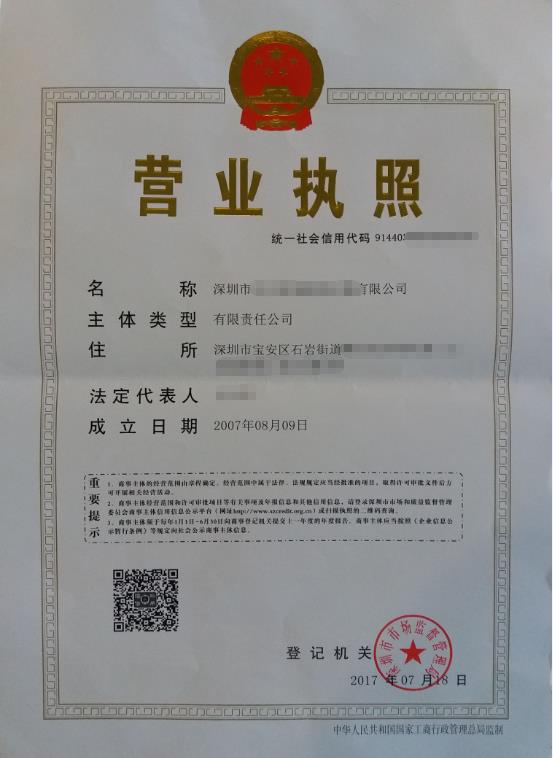 营业执照
统一社会信用代码 91440
名称 深圳市 有限公司
主体类型 有限责任公司
住所 深圳市宝安区石岩街道
法定代表人
成立日期 2007年08月09日
重要提示
1、商事主体的经营范围由章程确定。经营范围中属于法律、法规规定应当经批准的项目，取得许可审批文件后方
可开展相关经营活动。
2、商事主体经营范围和许可审批项目等有关事项及年报信息和其他信用信息，请登录深圳市市场和质量监督管理
委员会商事主体信用信息公示平台（网址http://www.szcredit.org.cn）或扫描执照的二维码查询。
3、商事主体须于每年1月1日-6月30日向商事登记机关提交上一年度的年度报告。商事主体应当按照《企业信息公
示暂行条例》等规定向社会公示商事主体信息。
登记机关
深圳市市场监督管理局
2017 年 07 月 18 日
中华人民共和国国家工商行政管理总局监制